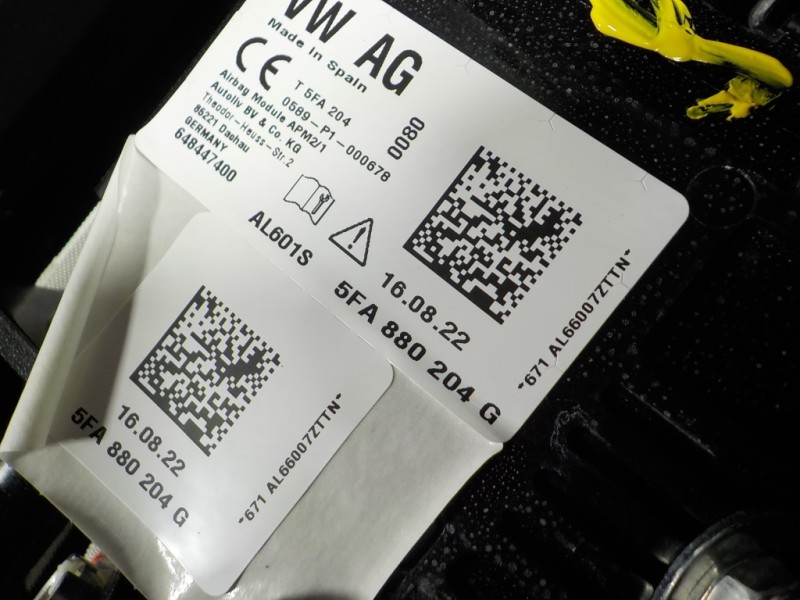 VW AG
Made in Spain
CE
T 5FA 204
0589-P1-000678
0080
Airbag Module APM2/1
Autoliv BV & Co. KG
Theodor-Heuss-Str.2
85221 Dachau
GERMANY
648447400
AL601S
16.08.22
5FA 880 204 G
*671 AL66007ZTTN*
16.08.22
5FA 880 204 G
*671 AL66007ZTTN*